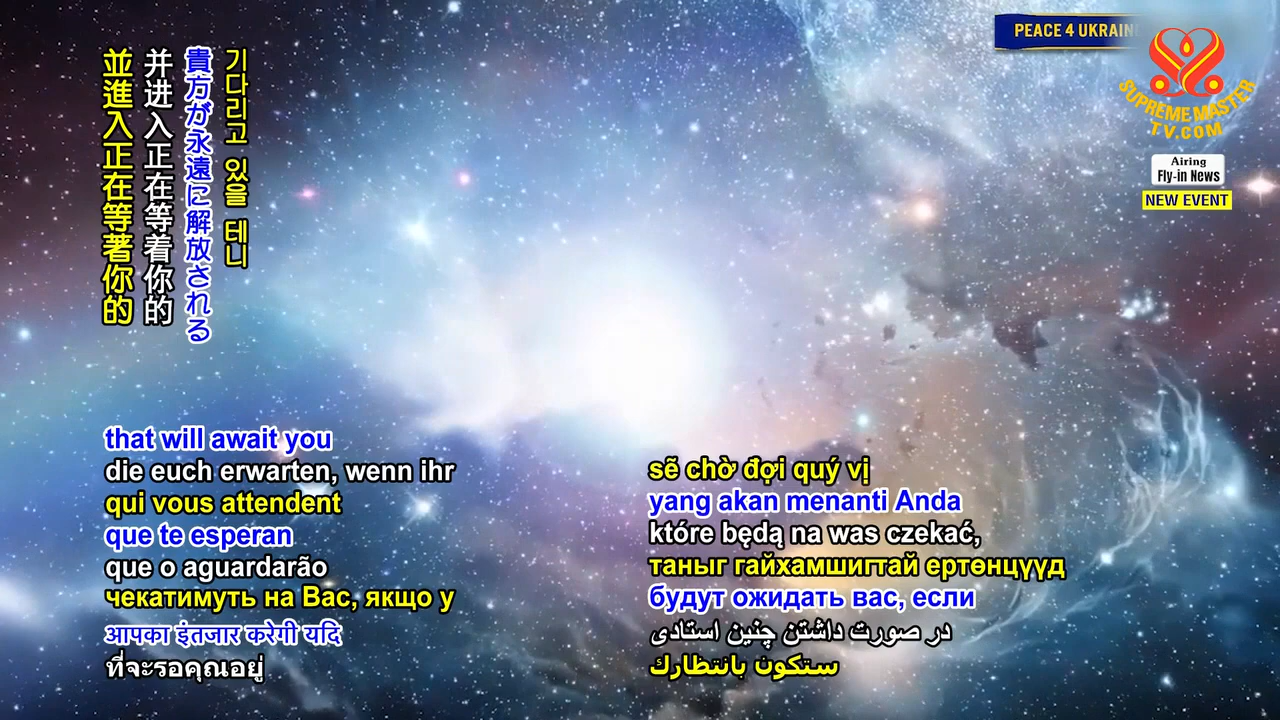 PEACE 4 UKRAIN
SUPREME MASTER
TV.COM
Airing
Fly-in News
NEW EVENT
기다리고 있을 테니
貴方が永遠に解放される
并进入正在等着你的
並進入正在等著你的
that will await you
die euch erwarten, wenn ihr
qui vous attendent
que te esperan
que o aguardarão
чекатимуть на Вас, якщо у
आपका इंतजार करेगी यदि
ที่จะรอคุณอยู่
sẽ chờ đợi quý vị
yang akan menanti Anda
które będą na was czekać,
таныг гайхамшигтай ертөнцүүд
будут ожидать вас, если
در صورت داشتن چنین استادی
ستكون بانتظارك